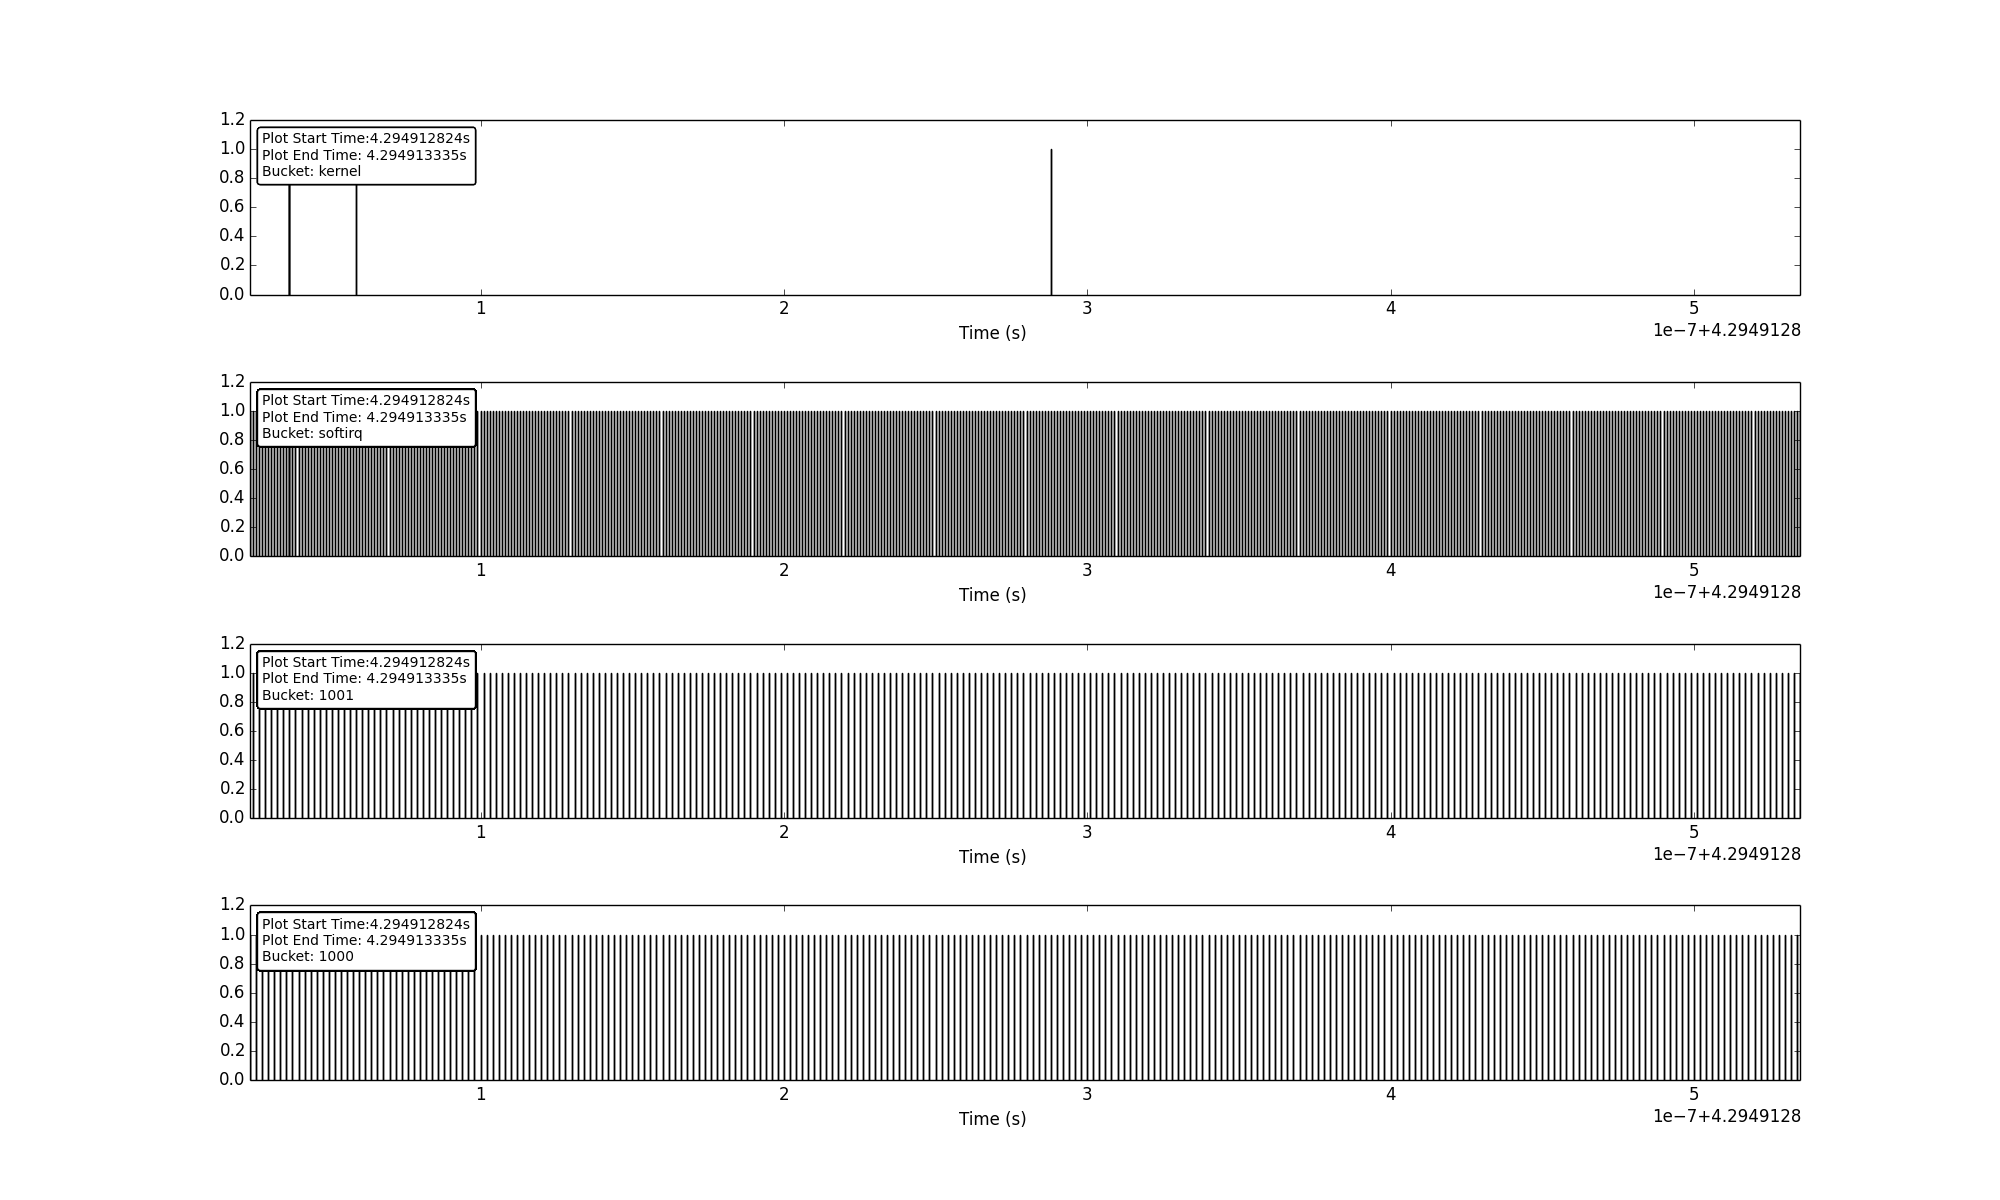 1.2
Plot Start Time:4.294912824s
1.0
Plot End Time: 4.294913335s
0.8
Bucket: kernel
0.6
0.4
0.2
0.0
1 2 3 4 5
Time (s)
1e−7+4.2949128
1.2
Plot Start Time:4.294912824s
1.0
Plot End Time: 4.294913335s
0.8
Bucket: softirq
0.6
0.4
0.2
0.0
1 2 3 4 5
Time (s)
1e−7+4.2949128
1.2
Plot Start Time:4.294912824s
1.0
Plot End Time: 4.294913335s
0.8
Bucket: 1001
0.6
0.4
0.2
0.0
1 2 3 4 5
Time (s)
1e−7+4.2949128
1.2
Plot Start Time:4.294912824s
1.0
Plot End Time: 4.294913335s
0.8
Bucket: 1000
0.6
0.4
0.2
0.0
1 2 3 4 5
Time (s)
1e−7+4.2949128